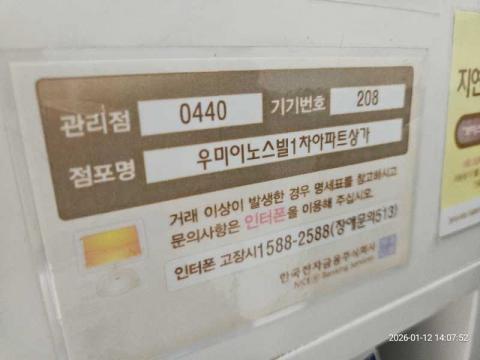 관리점 0440 기기번호 208
점포명 우미이노스빌1차아파트상가
거래 이상이 발생한 경우 명세표를 참고하시고
문의사항은 인터폰을 이용해 주십시오.
인터폰 고장시 1588-2588(장애문의513)
한국전자금융주식회사
지연
2026-01-12 14:07:52